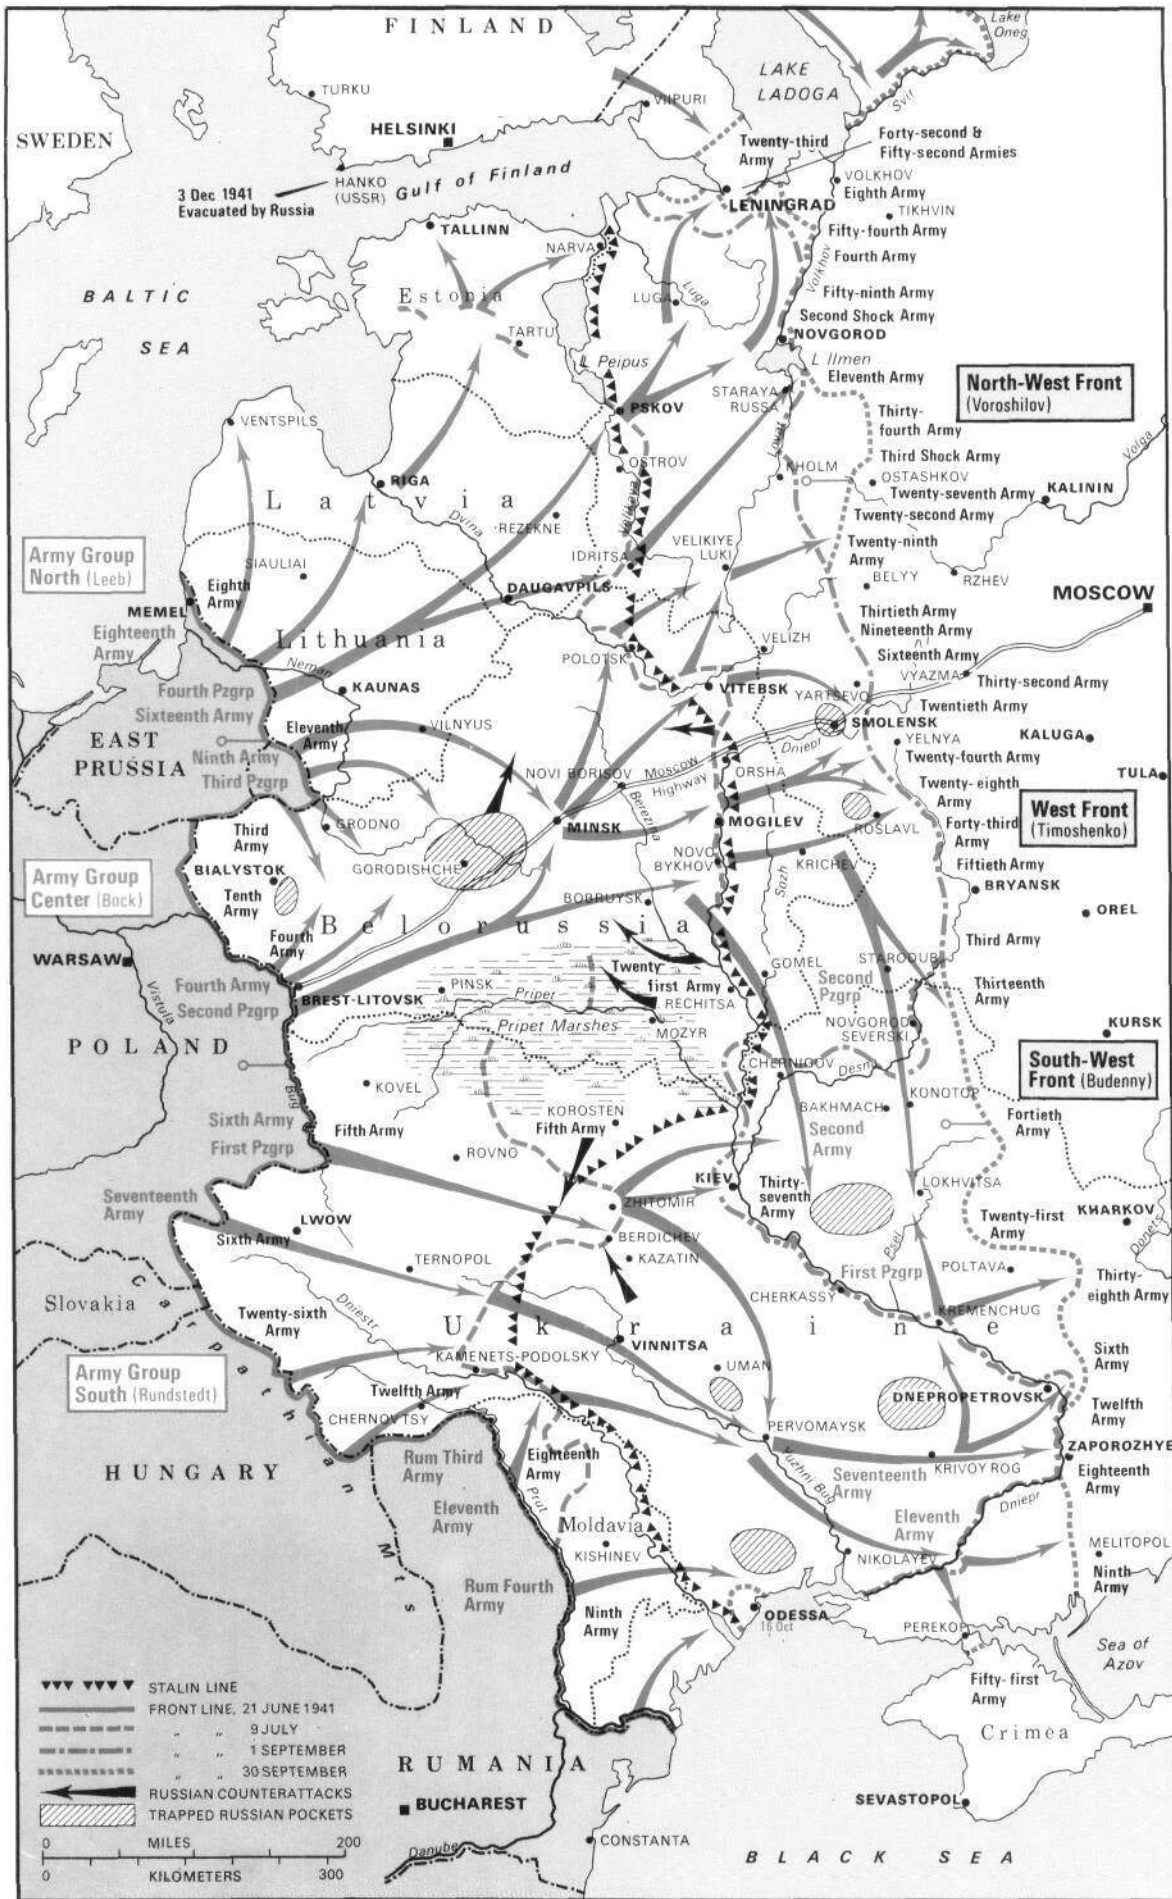 FINLAND
Lake
Oneg
LAKE
LADOGA
TURKU
VIIPURI
Svir
SWEDEN
HELSINKI
Twenty-third
Army
Forty-second &
Fifty-second Armies
3 Dec 1941
Evacuated by Russia
HANKO
(USSR)
Gulf of Finland
VOLKHOV
Eighth Army
LENINGRAD
TIKHVIN
TALLINN
Fifty-fourth Army
NARVA
Volkhov
Fourth Army
BALTIC
SEA
Estonia
LUGA
Luga
Fifty-ninth Army
Second Shock Army
TARTU
NOVGOROD
L Peipus
L Ilmen
Eleventh Army
North-West Front
(Voroshilov)
STARAYA
RUSSA
PSKOV
VENTSPILS
Thirty-
fourth Army
Lovat
Volga
OSTROV
Third Shock Army
KHOLM
OSTASHKOV
RIGA
Twenty-seventh Army
KALININ
Latvia
Velikaya
Dvina
REZEKNE
Twenty-second Army
VELIKIYE
LUKI
Twenty-ninth
Army
Army Group
North (Leeb)
IDRITSA
SIAULIAI
BELYY
RZHEV
Eighth
Army
DAUGAVPILS
MOSCOW
MEMEL
Thirtieth Army
Nineteenth Army
Eighteenth
Army
Lithuania
VELIZH
Sixteenth Army
POLOTSK
Neman
VYAZMA
Thirty-second Army
Fourth Pzgrp
KAUNAS
VITEBSK
YARTSEVO
Sixteenth Army
Twentieth Army
Eleventh
Army
VILNYUS
SMOLENSK
EAST
PRUSSIA
Dniepr
YELNYA
KALUGA
Ninth Army
Twenty-fourth Army
Third Pzgrp
NOVI BORISOV
Moscow
Highway
ORSHA
TULA
Twenty-eighth
Army
Berezina
GRODNO
MINSK
MOGILEV
ROSLAVL
West Front
(Timoshenko)
Third
Army
Forty-third
Army
NOVO
BYKHOV
KRICHEV
GORODISHCHE
Fiftieth Army
BIALYSTOK
Army Group
Center (Bock)
Sozh
BRYANSK
Tenth
Army
BOBRUYSK
OREL
Belorussia
Fourth
Army
Third Army
WARSAW
Twenty-
first Army
STARODUB
GOMEL
Second
Pzgrp
Fourth Army
PINSK
Thirteenth
Army
Second Pzgrp
BREST-LITOVSK
Pripet
RECHITSA
Vistula
Pripet Marshes
MOZYR
NOVGOROD
SEVERSKI
KURSK
POLAND
South-West
Front (Budenny)
CHERNIGOV
Desna
Bug
KOVEL
KONOTOP
BAKHMACH
KOROSTEN
Fifth Army
Fortieth
Army
Sixth Army
Fifth Army
Second
Army
First Pzgrp
ROVNO
KIEV
Thirty-
seventh
Army
LOKHVITSA
Seventeenth
Army
ZHITOMIR
LWOW
Twenty-first
Army
KHARKOV
Sixth Army
BERDICHEV
Psel
Donets
TERNOPOL
KAZATIN
First Pzgrp
POLTAVA
Slovakia
Carpathian Mts
CHERKASSY
Thirty-
eighth Army
Twenty-sixth
Army
Dniestr
KREMENCHUG
Ukraine
VINNITSA
Sixth
Army
KAMENETS-PODOLSKY
UMAN
Army Group
South (Rundstedt)
Twelfth Army
DNEPROPETROVSK
Twelfth
Army
CHERNOVTSY
PERVOMAYSK
ZAPOROZHYE
HUNGARY
Rum Third
Army
Eighteenth
Army
Yuzhni Bug
KRIVOY ROG
Seventeenth
Army
Eighteenth
Army
Prut
Dniepr
Eleventh
Army
Eleventh
Army
Moldavia
MELITOPOL
KISHINEV
NIKOLAYEV
Rum Fourth
Army
Ninth
Army
Ninth
Army
ODESSA
16 Oct
PEREKOP
Sea of
Azov
Fifty-first
Army
STALIN LINE
FRONT LINE, 21 JUNE 1941
" " 9 JULY
" " 1 SEPTEMBER
" " 30 SEPTEMBER
RUSSIAN COUNTERATTACKS
TRAPPED RUSSIAN POCKETS
Crimea
RUMANIA
BUCHAREST
SEVASTOPOL
0 MILES 200
0 KILOMETERS 300
Danube
CONSTANTA
BLACK SEA